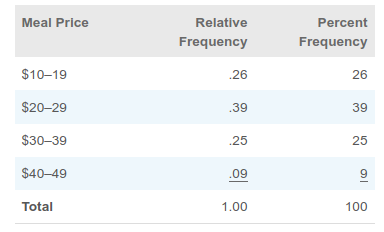 Meal Price Relative Frequency Percent Frequency
$10–19 .26 26
$20–29 .39 39
$30–39 .25 25
$40–49 .09 9
Total 1.00 100